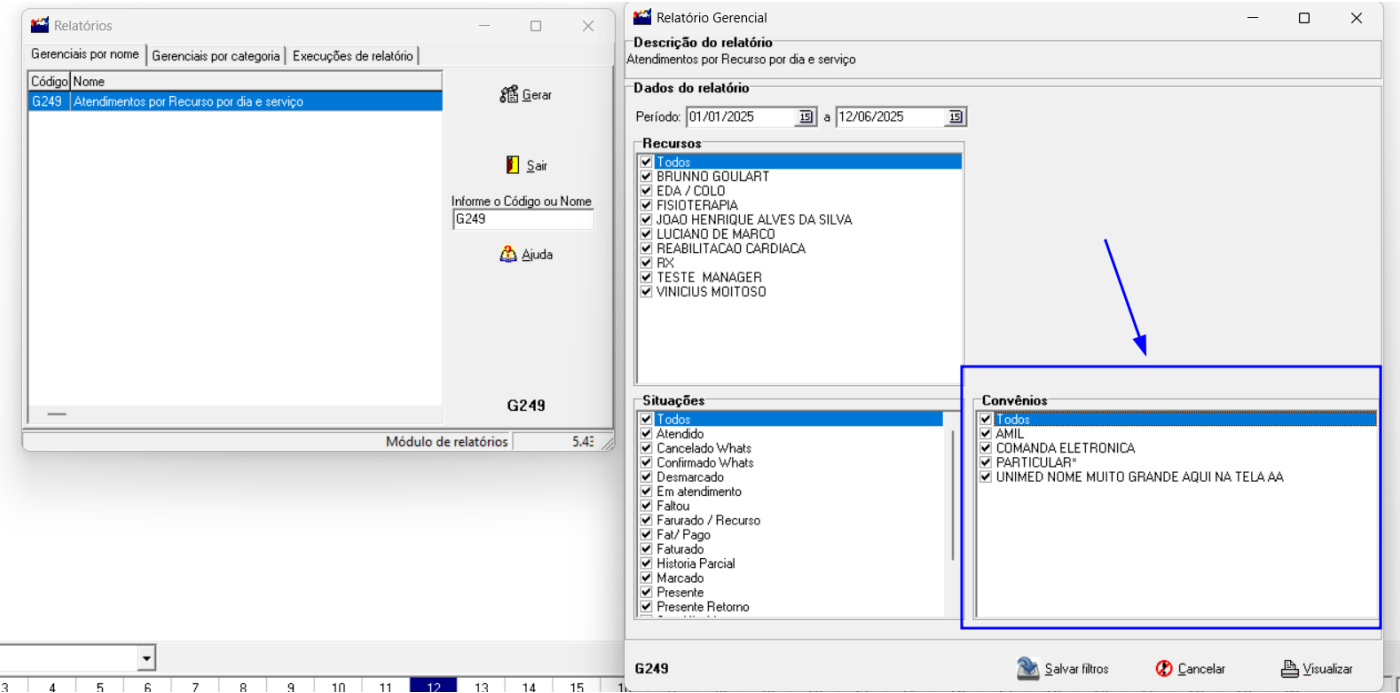 Relatórios
Gerenciais por nome
Gerenciais por categoria
Execuções de relatório
Código
Nome
G249
Atendimentos por Recurso por dia e serviço
Gerar
Sair
Informe o Código ou Nome
G249
Ajuda
G249
Módulo de relatórios
5.43
Relatório Gerencial
Descrição do relatório
Atendimentos por Recurso por dia e serviço
Dados do relatório
Período: 01/01/2025 15 a 12/06/2025 15
Recursos
Todos
BRUNNO GOULART
EDA / COLO
FISIOTERAPIA
JOAO HENRIQUE ALVES DA SILVA
LUCIANO DE MARCO
REABILITACAO CARDIACA
RX
TESTE MANAGER
VINICIUS MOITOSO
Situações
Todos
Atendido
Cancelado Whats
Confirmado Whats
Desmarcado
Em atendimento
Faltou
Farurado / Recurso
Fat/ Pago
Faturado
Historia Parcial
Marcado
Presente
Presente Retorno
Convênios
Todos
AMIL
COMANDA ELETRONICA
PARTICULAR*
UNIMED NOME MUITO GRANDE AQUI NA TELA AA
G249
Salvar filtros
Cancelar
Visualizar
3 4 5 6 7 8 9 10 11 12 13 14 15